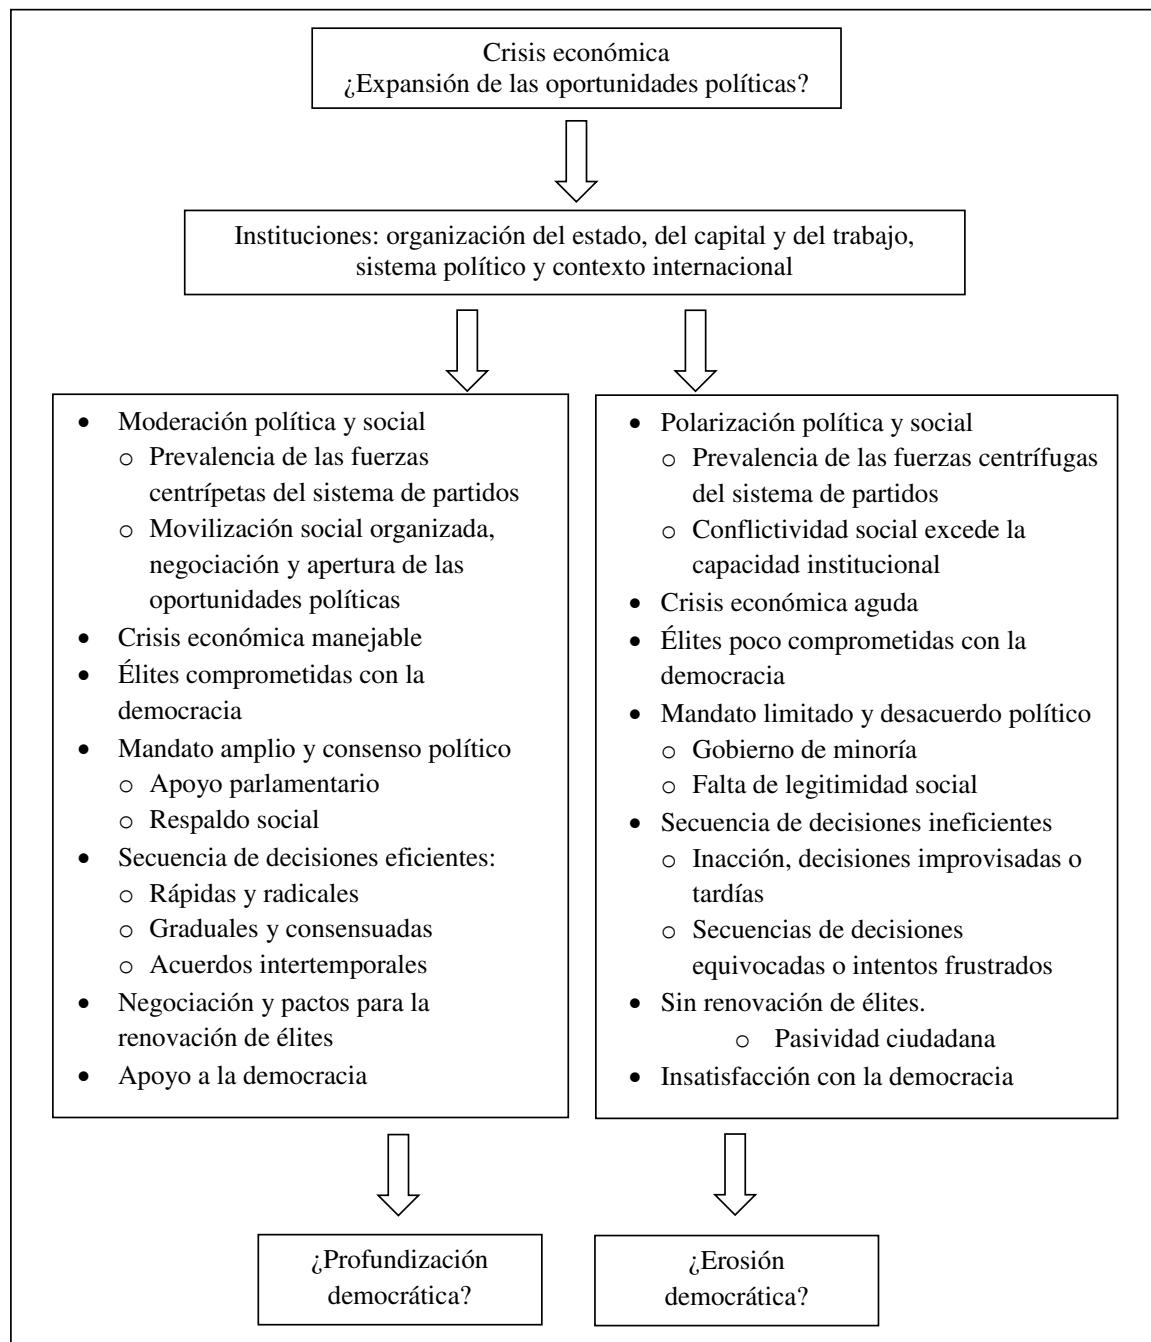 Crisis económica
¿Expansión de las oportunidades políticas?
Instituciones: organización del estado, del capital y del trabajo,
sistema político y contexto internacional
• Moderación política y social
o Prevalencia de las fuerzas
centrípetas del sistema de partidos
o Movilización social organizada,
negociación y apertura de las
oportunidades políticas
• Crisis económica manejable
• Élites comprometidas con la
democracia
• Mandato amplio y consenso político
o Apoyo parlamentario
o Respaldo social
• Secuencia de decisiones eficientes:
o Rápidas y radicales
o Graduales y consensuadas
o Acuerdos intertemporales
• Negociación y pactos para la
renovación de élites
• Apoyo a la democracia
• Polarización política y social
o Prevalencia de las fuerzas centrífugas
del sistema de partidos
o Conflictividad social excede la
capacidad institucional
• Crisis económica aguda
• Élites poco comprometidas con la
democracia
• Mandato limitado y desacuerdo político
o Gobierno de minoría
o Falta de legitimidad social
• Secuencia de decisiones ineficientes
o Inacción, decisiones improvisadas o
tardías
o Secuencias de decisiones
equivocadas o intentos frustrados
• Sin renovación de élites.
o Pasividad ciudadana
• Insatisfacción con la democracia
¿Profundización
democrática?
¿Erosión
democrática?